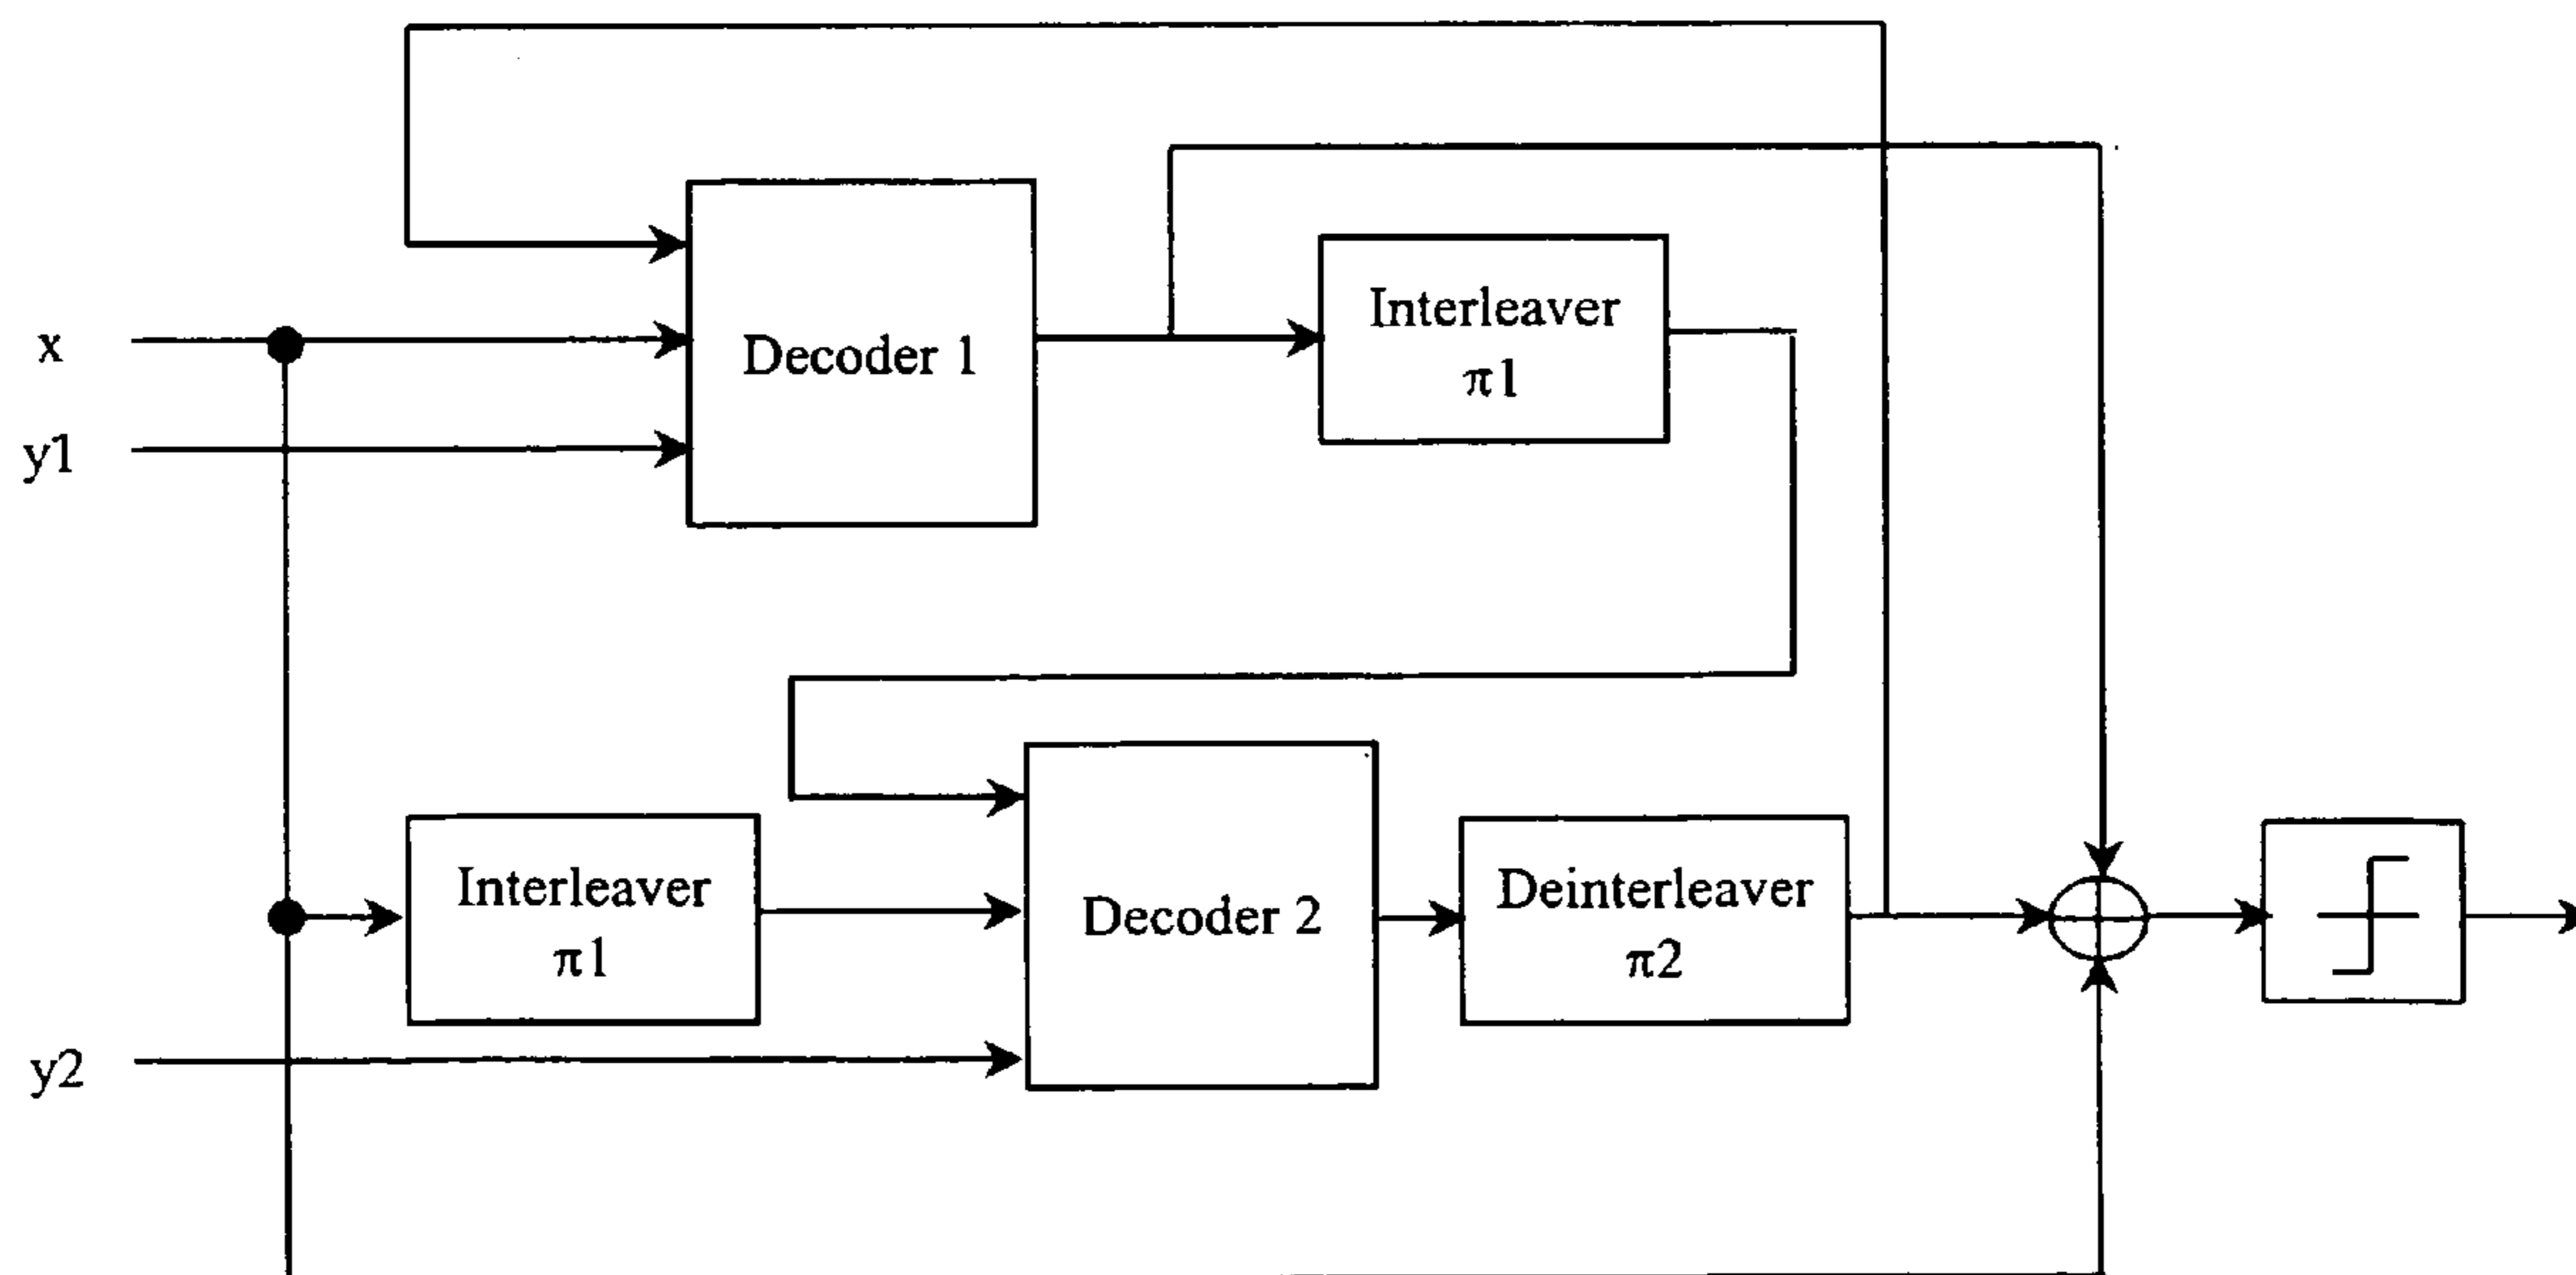 x
y1
Decoder 1
Interleaver
π1
Interleaver
π1
Decoder 2
Deinterleaver
π2
y2